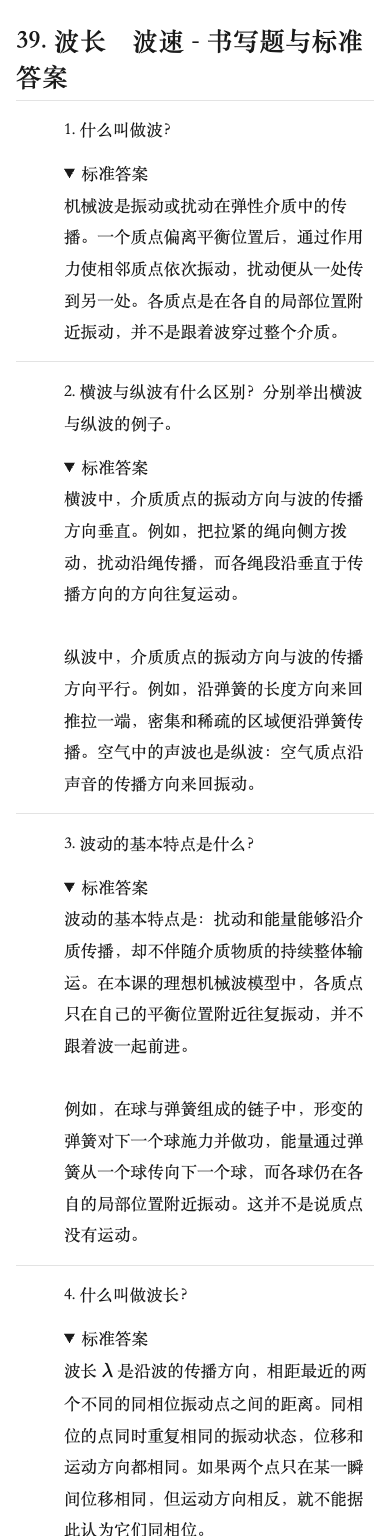 39. 波长　波速 - 书写题与标准
答案
1. 什么叫做波？
▼ 标准答案
机械波是振动或扰动在弹性介质中的传
播。一个质点偏离平衡位置后，通过作用
力使相邻质点依次振动，扰动便从一处传
到另一处。各质点是在各自的局部位置附
近振动，并不是跟着波穿过整个介质。
2. 横波与纵波有什么区别？分别举出横波
与纵波的例子。
▼ 标准答案
横波中，介质质点的振动方向与波的传播
方向垂直。例如，把拉紧的绳向侧方拨
动，扰动沿绳传播，而各绳段沿垂直于传
播方向的方向往复运动。
纵波中，介质质点的振动方向与波的传播
方向平行。例如，沿弹簧的长度方向来回
推拉一端，密集和稀疏的区域便沿弹簧传
播。空气中的声波也是纵波：空气质点沿
声音的传播方向来回振动。
3. 波动的基本特点是什么？
▼ 标准答案
波动的基本特点是：扰动和能量能够沿介
质传播，却不伴随介质物质的持续整体输
运。在本课的理想机械波模型中，各质点
只在自己的平衡位置附近往复振动，并不
跟着波一起前进。
例如，在球与弹簧组成的链子中，形变的
弹簧对下一个球施力并做功，能量通过弹
簧从一个球传向下一个球，而各球仍在各
自的局部位置附近振动。这并不是说质点
没有运动。
4. 什么叫做波长？
▼ 标准答案
波长 λ 是沿波的传播方向，相距最近的两
个不同的同相位振动点之间的距离。同相
位的点同时重复相同的振动状态，位移和
运动方向都相同。如果两个点只在某一瞬
间位移相同，但运动方向相反，就不能据
此认为它们同相位。